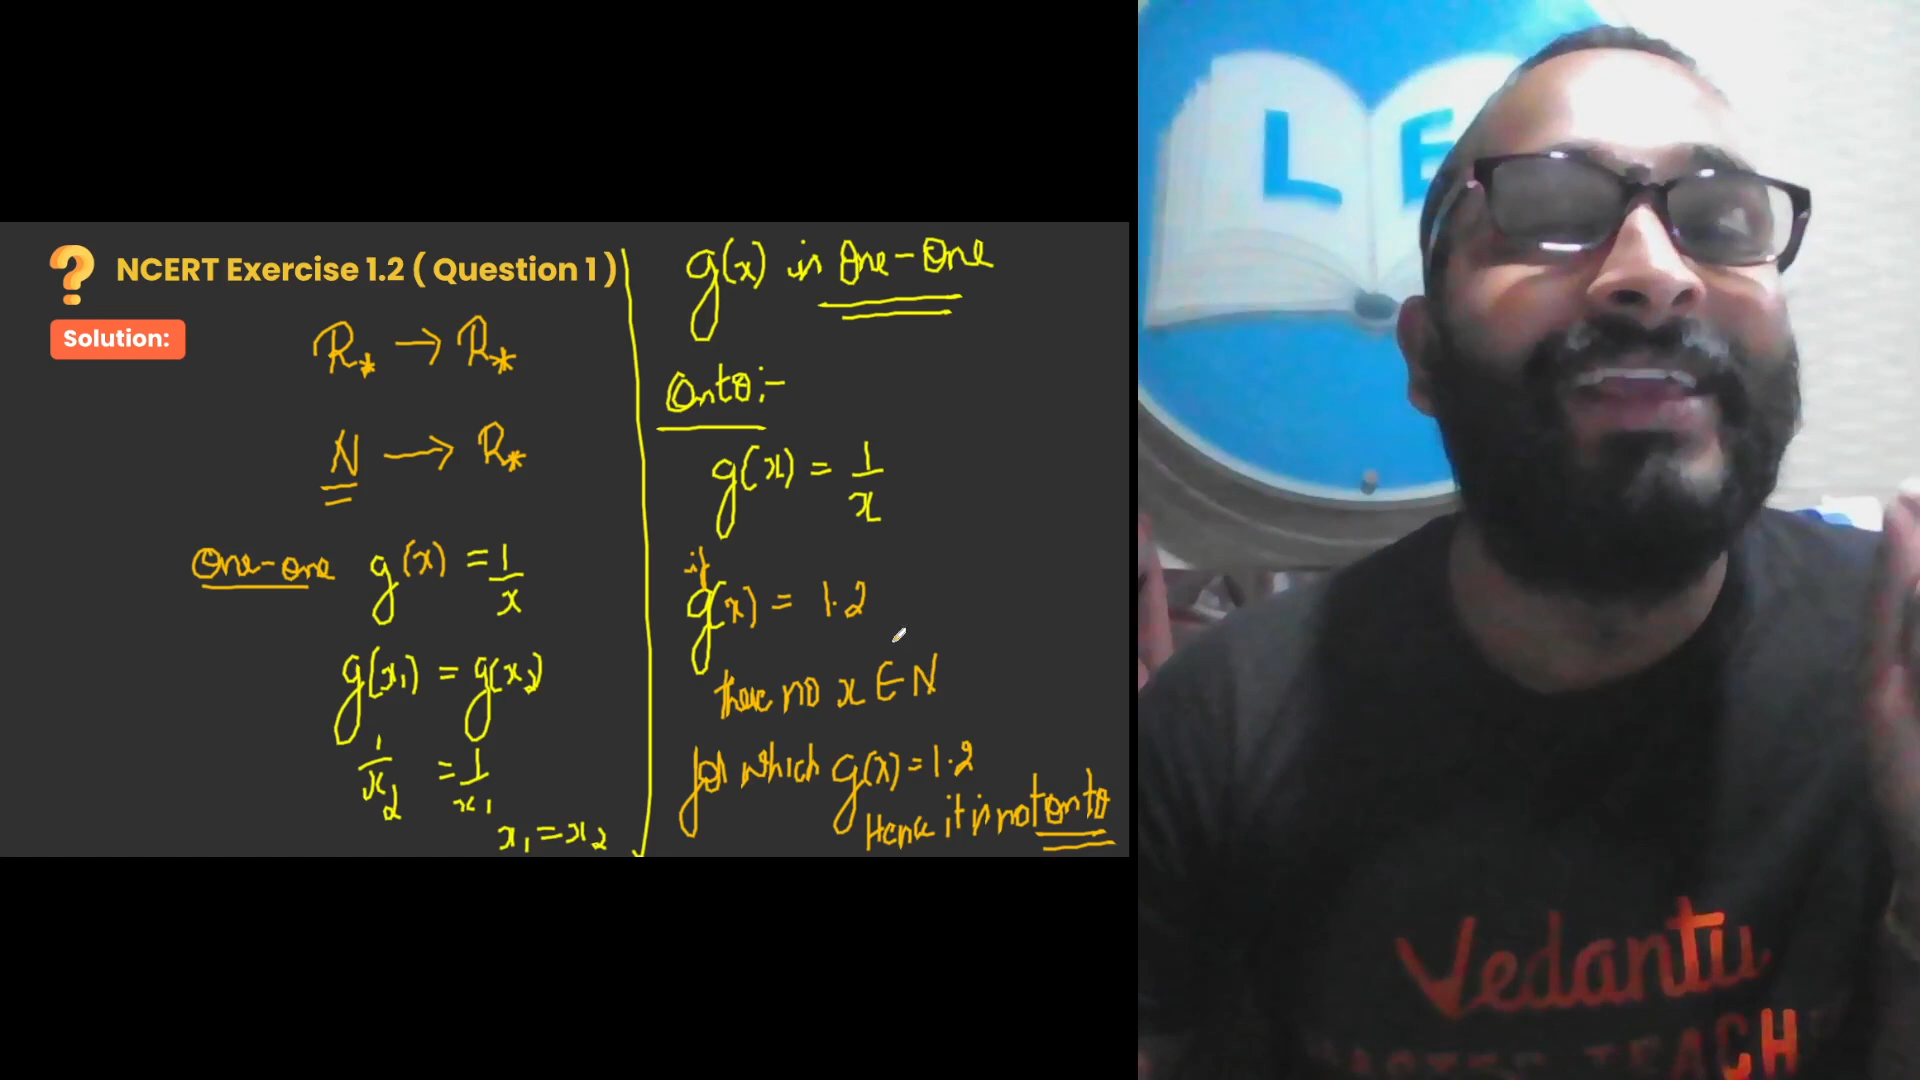 NCERT Exercise 1.2 ( Question 1 )
Solution:
R* → R*
N → R*
One-one g(x) = 1/x
g(x₁) = g(x₂)
1/x₂ = 1/x₁
x₁ = x₂
g(x) is One-One
Onto:-
g(x) = 1/x
if
g(x) = 1.2
there no x ∈ N
for which g(x) = 1.2
Hence it is not onto
L E
Vedantu
TEACH